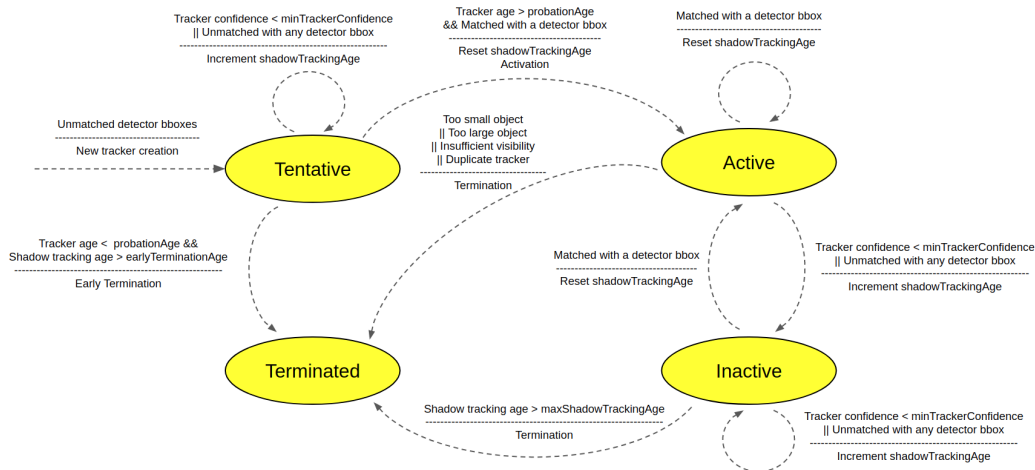 Tracker confidence < minTrackerConfidence
|| Unmatched with any detector bbox
------------------------------------------------
Increment shadowTrackingAge
Tracker age > probationAge
&& Matched with a detector bbox
------------------------------------------------
Reset shadowTrackingAge
Activation
Matched with a detector bbox
------------------------------------------------
Reset shadowTrackingAge
Unmatched detector bboxes
------------------------------------------------
New tracker creation
Tentative
Too small object
|| Too large object
|| Insufficient visibility
|| Duplicate tracker
------------------------------------------------
Termination
Active
Tracker age < probationAge &&
Shadow tracking age > earlyTerminationAge
------------------------------------------------
Early Termination
Matched with a detector bbox
------------------------------------------------
Reset shadowTrackingAge
Tracker confidence < minTrackerConfidence
|| Unmatched with any detector bbox
------------------------------------------------
Increment shadowTrackingAge
Terminated
Inactive
Shadow tracking age > maxShadowTrackingAge
------------------------------------------------
Termination
Tracker confidence < minTrackerConfidence
|| Unmatched with any detector bbox
------------------------------------------------
Increment shadowTrackingAge